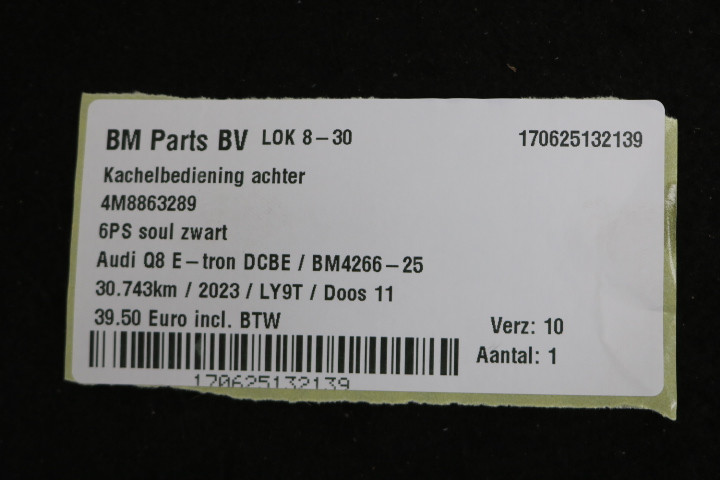 BM Parts BV LOK 8-30 170625132139
Kachelbediening achter
4M8863289
6PS soul zwart
Audi Q8 E-tron DCBE / BM4266-25
30.743km / 2023 / LY9T / Doos 11
39.50 Euro incl. BTW Verz: 10
Aantal: 1
170625132139